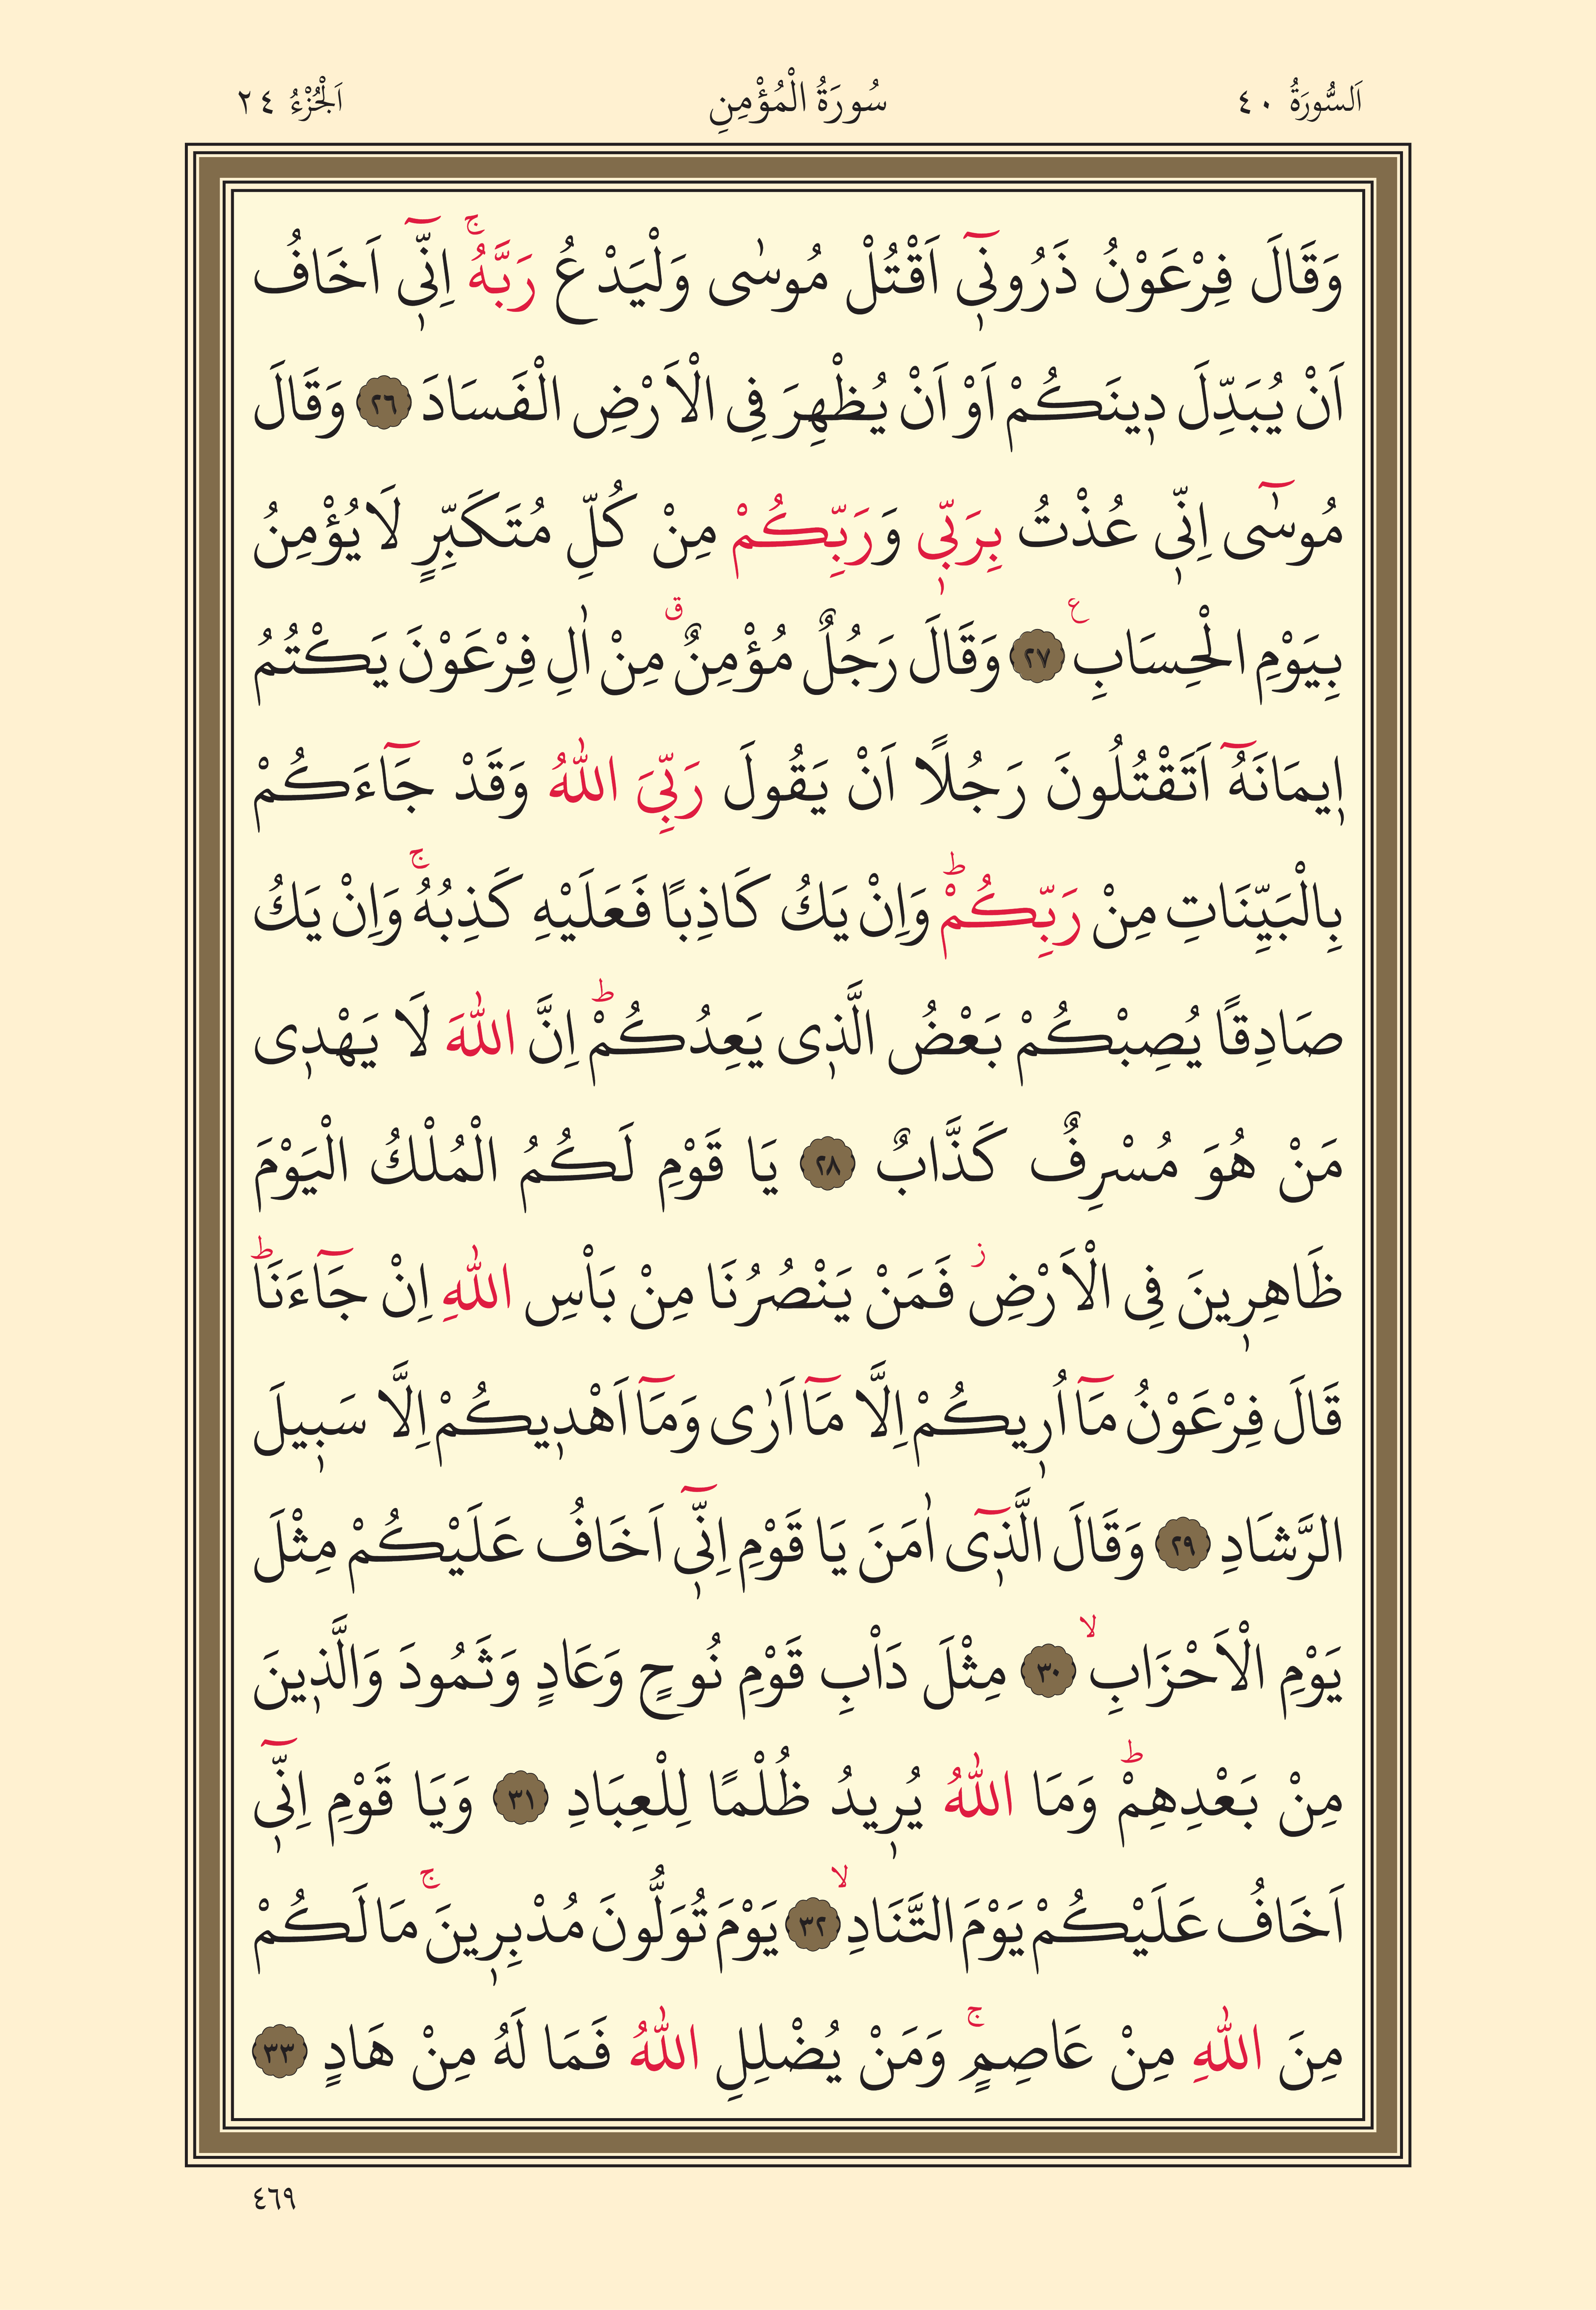 اَلسُّورَةُ ٤٠ سُورَةُ الْمُؤْمِنِ اَلْجُزْءُ ٢٤
وَقَالَ فِرْعَوْنُ ذَرُونٖٓي اَقْتُلْ مُوسٰى وَلْيَدْعُ رَبَّهُۚ اِنّٖٓي اَخَافُ
اَنْ يُبَدِّلَ دٖينَكُمْ اَوْ اَنْ يُظْهِرَ فِى الْاَرْضِ الْفَسَادَ ٢٦ وَقَالَ
مُوسٰٓى اِنّٖي عُذْتُ بِرَبّٖي وَرَبِّكُمْ مِنْ كُلِّ مُتَكَبِّرٍ لَا يُؤْمِنُ
بِيَوْمِ الْحِسَابِ ع ٢٧ وَقَالَ رَجُلٌ مُؤْمِنٌ ق مِنْ اٰلِ فِرْعَوْنَ يَكْتُمُ
اٖيمَانَهُٓ اَتَقْتُلُونَ رَجُلًا اَنْ يَقُولَ رَبِّيَ اللّٰهُ وَقَدْ جَٓاءَكُمْ
بِالْبَيِّنَاتِ مِنْ رَبِّكُمْؕ وَاِنْ يَكُ كَاذِبًا فَعَلَيْهِ كَذِبُهُۚ وَاِنْ يَكُ
صَادِقًا يُصِبْكُمْ بَعْضُ الَّذٖى يَعِدُكُمْؕ اِنَّ اللّٰهَ لَا يَهْدٖى
مَنْ هُوَ مُسْرِفٌ كَذَّابٌ ٢٨ يَا قَوْمِ لَكُمُ الْمُلْكُ الْيَوْمَ
ظَاهِرٖينَ فِى الْاَرْضِؗ فَمَنْ يَنْصُرُنَا مِنْ بَاْسِ اللّٰهِ اِنْ جَٓاءَنَاؕ
قَالَ فِرْعَوْنُ مَٓا اُرٖيكُمْ اِلَّا مَٓا اَرٰى وَمَٓا اَهْدٖيكُمْ اِلَّا سَبٖيلَ
الرَّشَادِ ٢٩ وَقَالَ الَّذٖٓى اٰمَنَ يَا قَوْمِ اِنّٖٓي اَخَافُ عَلَيْكُمْ مِثْلَ
يَوْمِ الْاَحْزَابِۙ ٣٠ مِثْلَ دَاْبِ قَوْمِ نُوحٍ وَعَادٍ وَثَمُودَ وَالَّذٖينَ
مِنْ بَعْدِهِمْؕ وَمَا اللّٰهُ يُرٖيدُ ظُلْمًا لِلْعِبَادِ ٣١ وَيَا قَوْمِ اِنّٖٓي
اَخَافُ عَلَيْكُمْ يَوْمَ التَّنَادِۙ ٣٢ يَوْمَ تُوَلُّونَ مُدْبِرٖينَۚ مَا لَكُمْ
مِنَ اللّٰهِ مِنْ عَاصِمٍۚ وَمَنْ يُضْلِلِ اللّٰهُ فَمَا لَهُ مِنْ هَادٍ ٣٣
٤٦٩